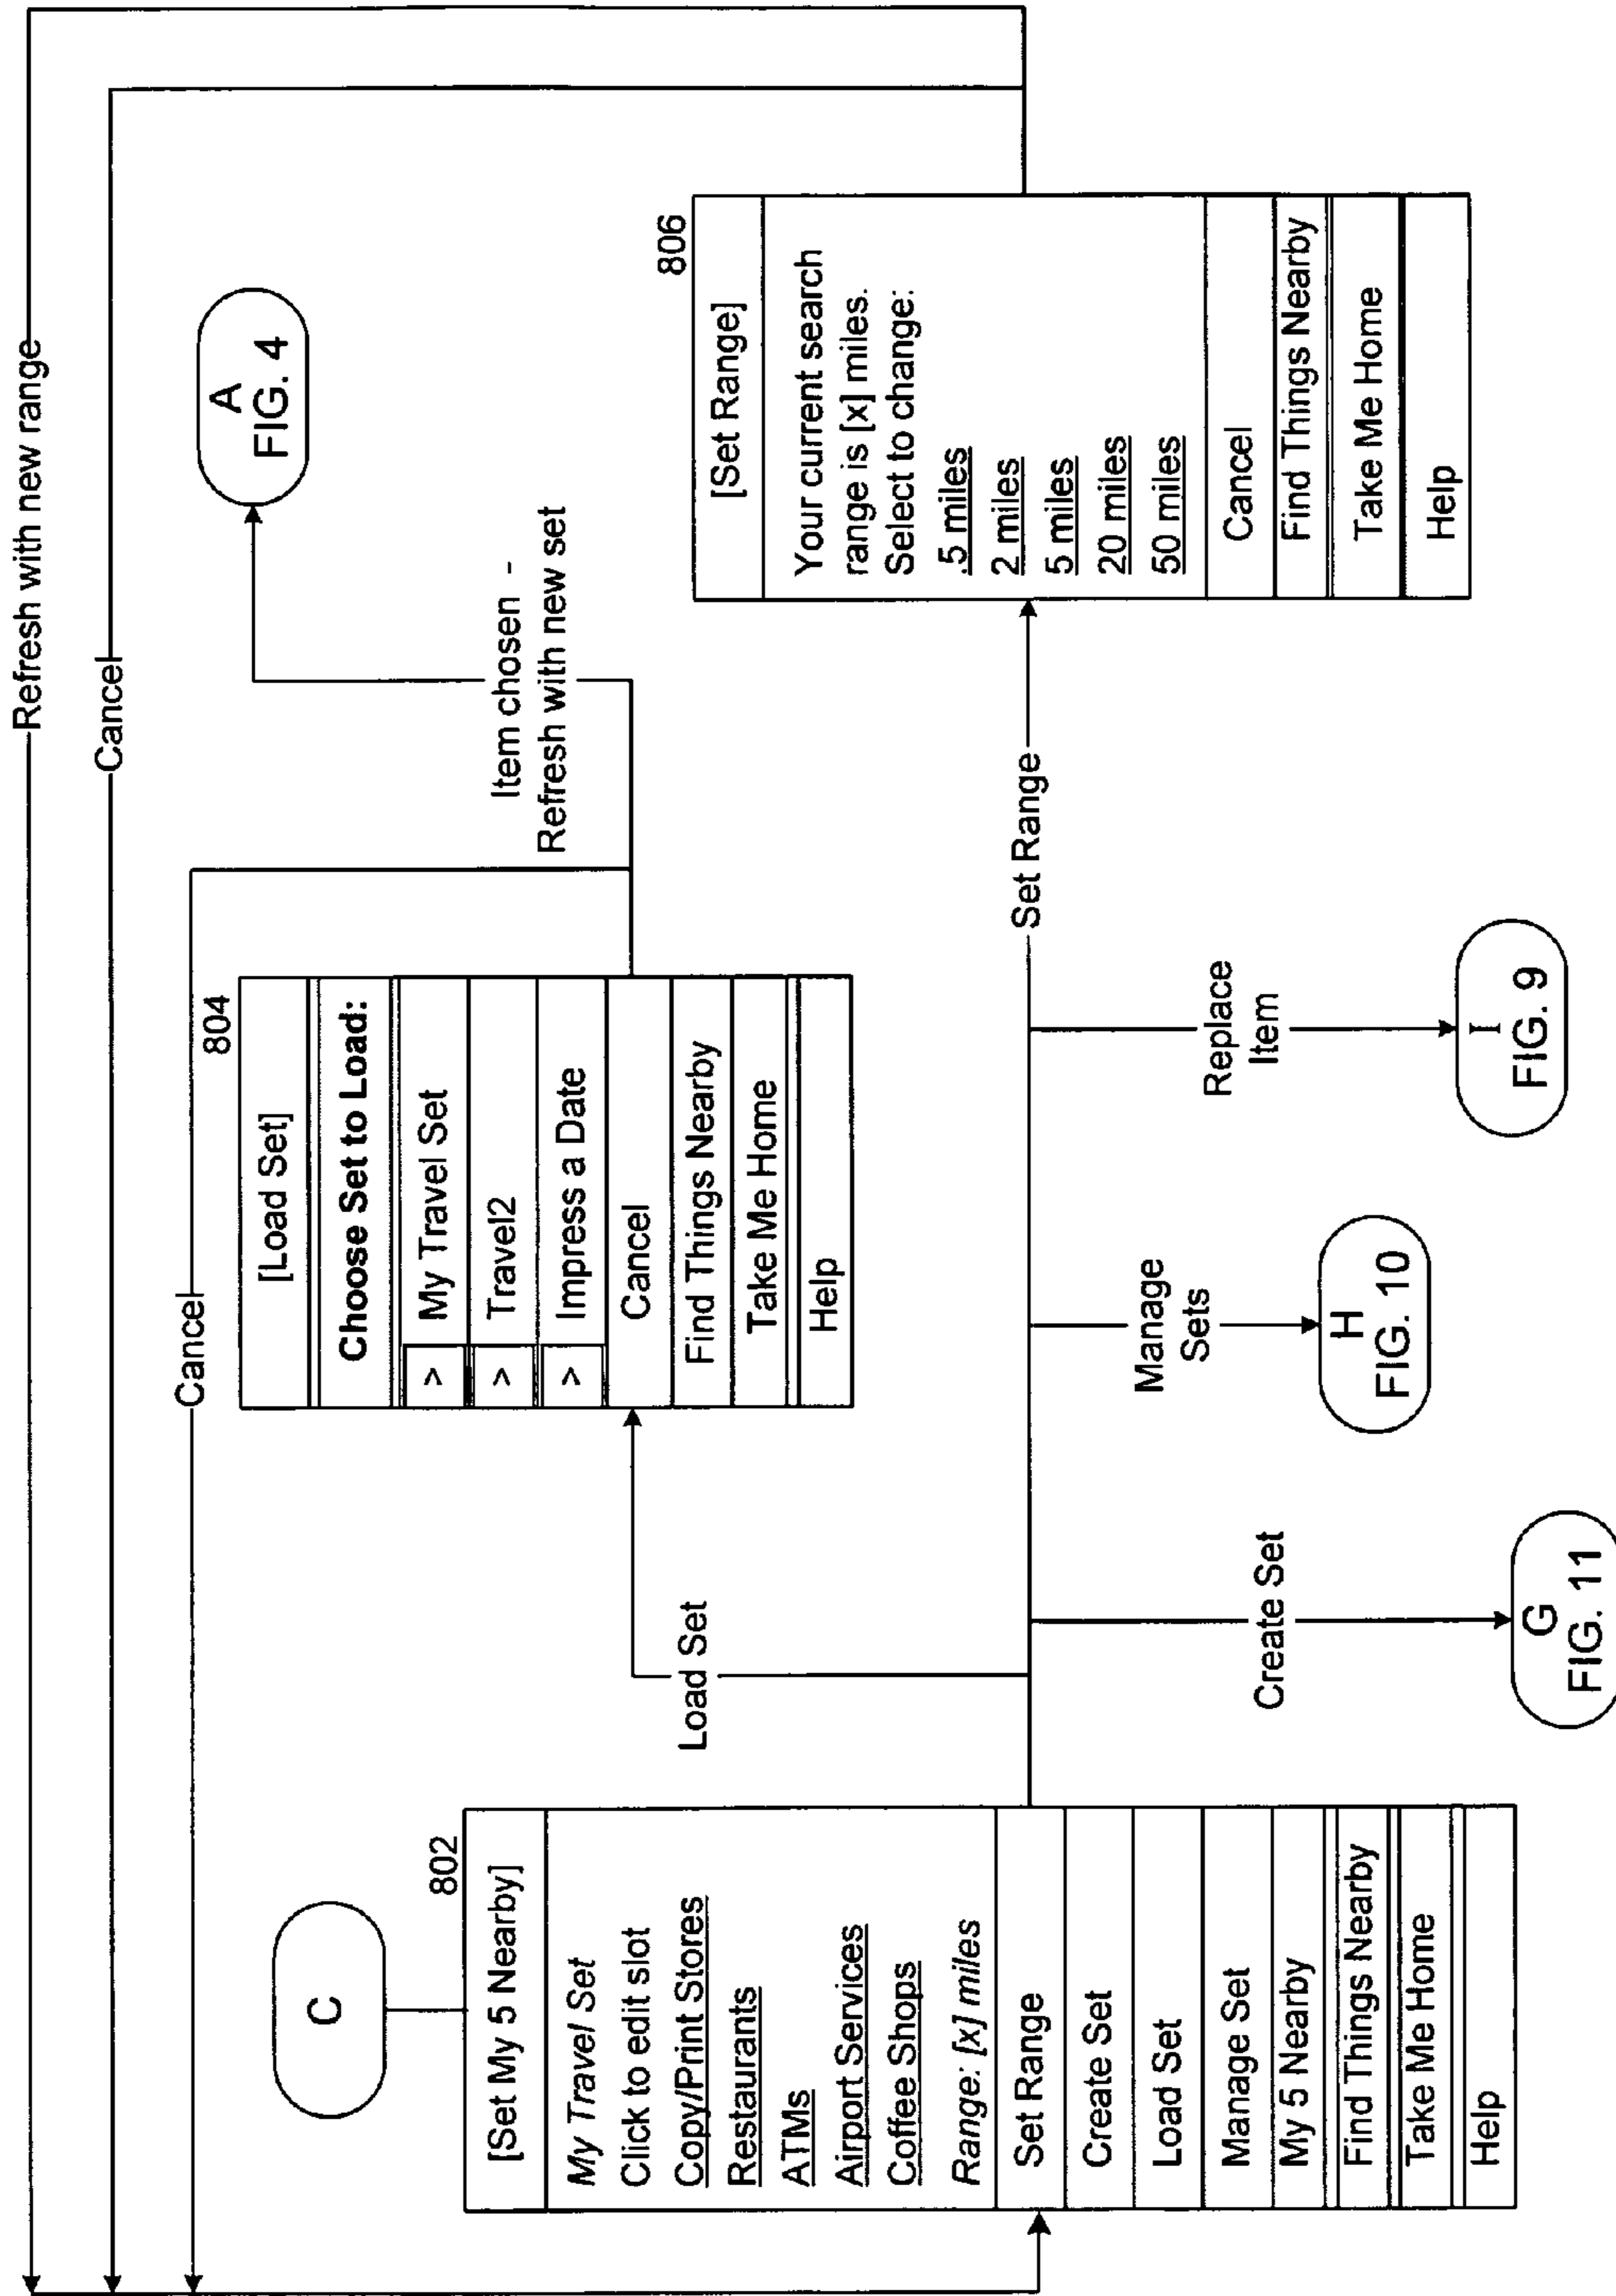 Refresh with new range
Cancel
Cancel
C
802
[Set My 5 Nearby]
My Travel Set
Click to edit slot
Copy/Print Stores
Restaurants
ATMs
Airport Services
Coffee Shops
Range: [x] miles
Set Range
Create Set
Load Set
Manage Set
My 5 Nearby
Find Things Nearby
Take Me Home
Help
Load Set
804
[Load Set]
Choose Set to Load:
> My Travel Set
> Travel2
> Impress a Date
Cancel
Find Things Nearby
Take Me Home
Help
Item chosen -
Refresh with new set
A
FIG. 4
Set Range
806
[Set Range]
Your current search
range is [x] miles.
Select to change:
.5 miles
2 miles
5 miles
20 miles
50 miles
Cancel
Find Things Nearby
Take Me Home
Help
Create Set
G
FIG. 11
Manage
Sets
H
FIG. 10
Replace
Item
I
FIG. 9